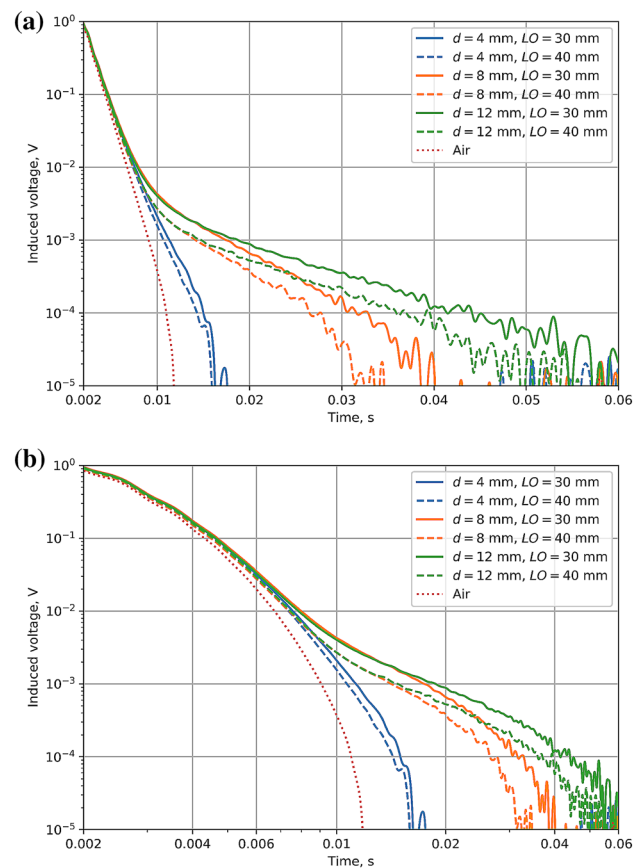 (a)
10⁰
10⁻¹
10⁻²
10⁻³
10⁻⁴
10⁻⁵
Induced voltage, V
d = 4 mm, LO = 30 mm
d = 4 mm, LO = 40 mm
d = 8 mm, LO = 30 mm
d = 8 mm, LO = 40 mm
d = 12 mm, LO = 30 mm
d = 12 mm, LO = 40 mm
Air
0.002 0.01 0.02 0.03 0.04 0.05 0.06
Time, s
(b)
10⁰
10⁻¹
10⁻²
10⁻³
10⁻⁴
10⁻⁵
Induced voltage, V
d = 4 mm, LO = 30 mm
d = 4 mm, LO = 40 mm
d = 8 mm, LO = 30 mm
d = 8 mm, LO = 40 mm
d = 12 mm, LO = 30 mm
d = 12 mm, LO = 40 mm
Air
0.002 0.004 0.006 0.01 0.02 0.04 0.06
Time, s